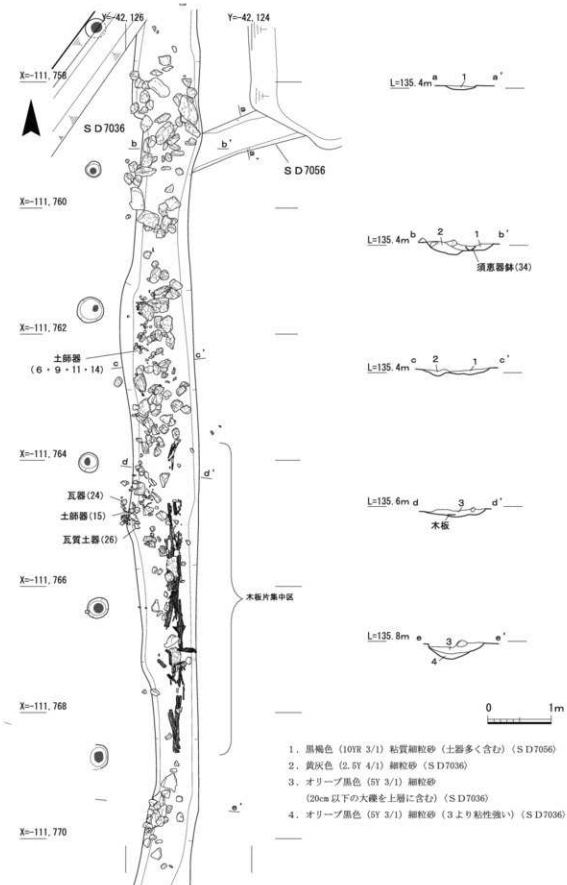 Y=-42,126
Y=-42,124
X=-111,758
SD7036
b
b'
a
a'
SD7056
X=-111,760
X=-111,762
土師器
(6・9・11・14)
c
c'
X=-111,764
d
d'
瓦器(24)
土師器(15)
瓦質土器(26)
X=-111,766
木板片集中区
X=-111,768
e'
X=-111,770
L=135.4m
a
1
a'
L=135.4m
b
2
1
b'
須恵器鉢(34)
L=135.4m
c
2
1
c'
L=135.6m
d
3
d'
木板
L=135.8m
e
3
e'
4
0
1m
1. 黒褐色(10YR 3/1)粘質細粒砂(土器多く含む)(SD7056)
2. 黄灰色(2.5Y 4/1)細粒砂(SD7036)
3. オリーブ黒色(5Y 3/1)細粒砂
(20cm以下の大礫を上層に含む)(SD7036)
4. オリーブ黒色(5Y 3/1)細粒砂(3より粘性強い)(SD7036)